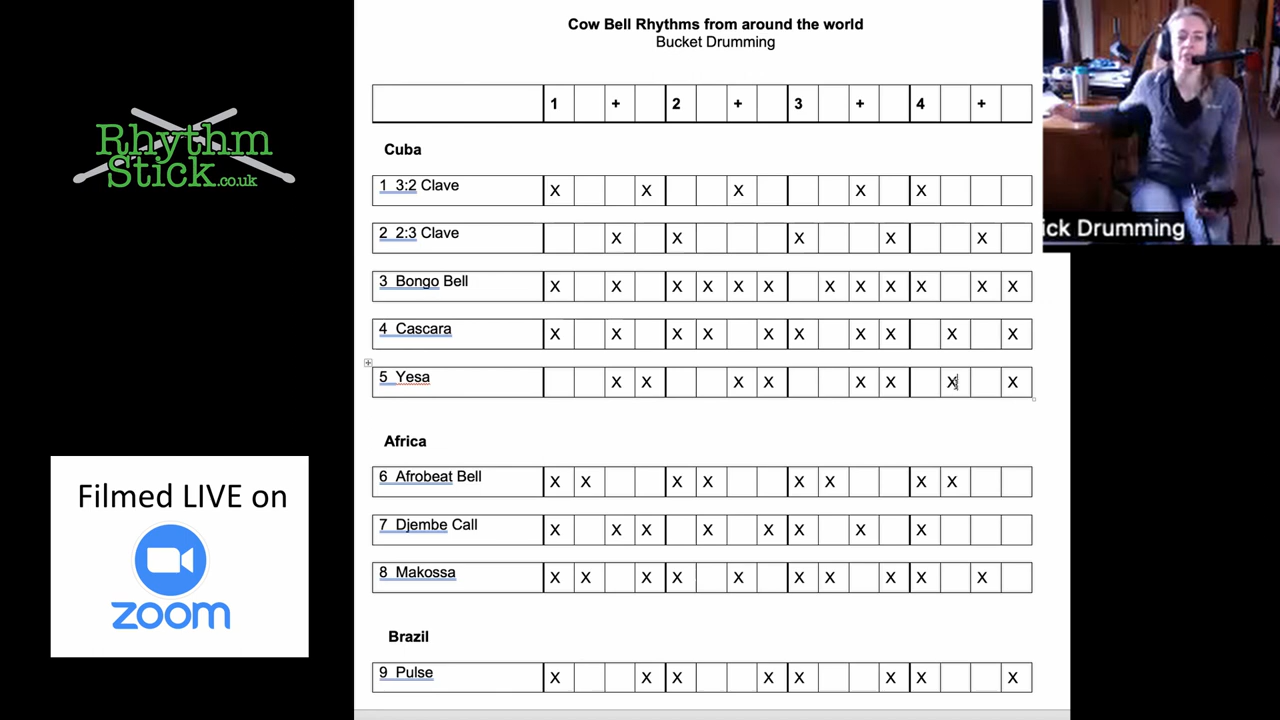 Cow Bell Rhythms from around the world
Bucket Drumming
1 + 2 + 3 + 4 +
Cuba
1 3:2 Clave X X X X X
2 2:3 Clave X X X X X
3 Bongo Bell X X X X X X X X X X X X
4 Cascara X X X X X X X X X X
5 Yesa X X X X X X X X
Africa
6 Afrobeat Bell X X X X X X X X
7 Djembe Call X X X X X X X X
8 Makossa X X X X X X X X X X
Brazil
9 Pulse X X X X X X X X
Rhythm
Stick.co.uk
Filmed LIVE on
zoom
ick Drumming